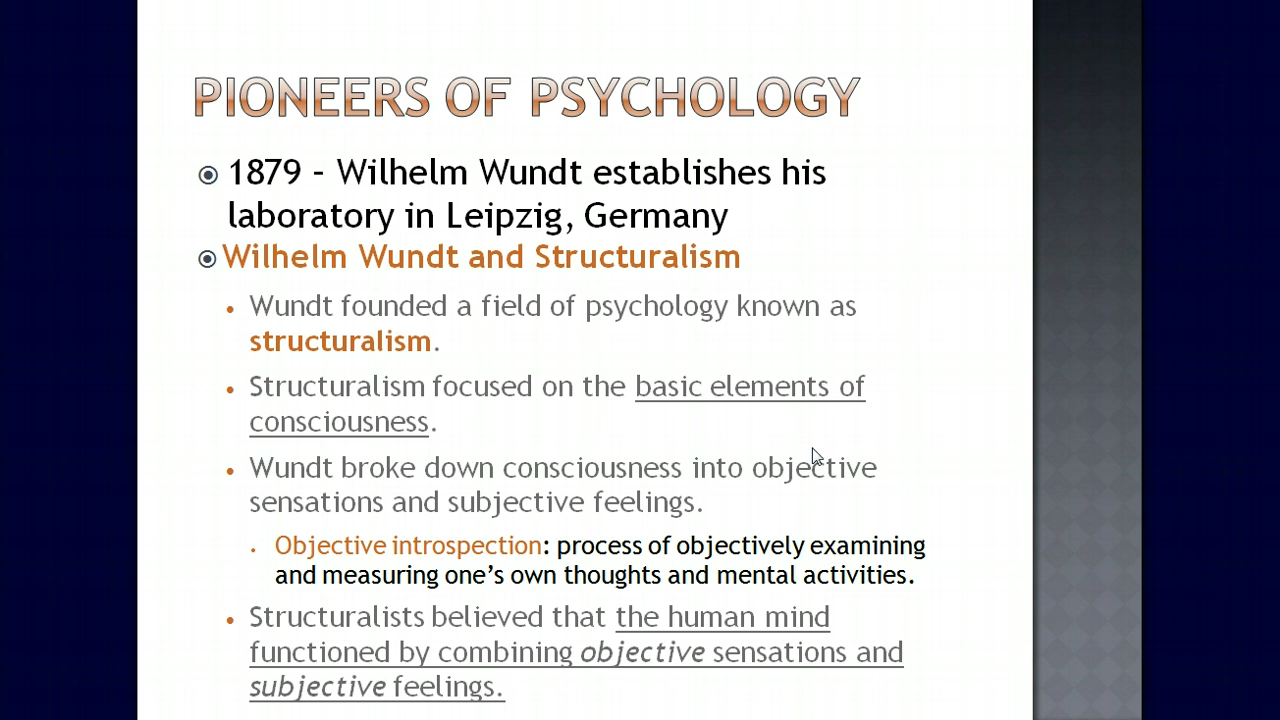 PIONEERS OF PSYCHOLOGY
1879 – Wilhelm Wundt establishes his
laboratory in Leipzig, Germany
Wilhelm Wundt and Structuralism
Wundt founded a field of psychology known as
structuralism.
Structuralism focused on the basic elements of
consciousness.
Wundt broke down consciousness into objective
sensations and subjective feelings.
Objective introspection: process of objectively examining
and measuring one’s own thoughts and mental activities.
Structuralists believed that the human mind
functioned by combining objective sensations and
subjective feelings.